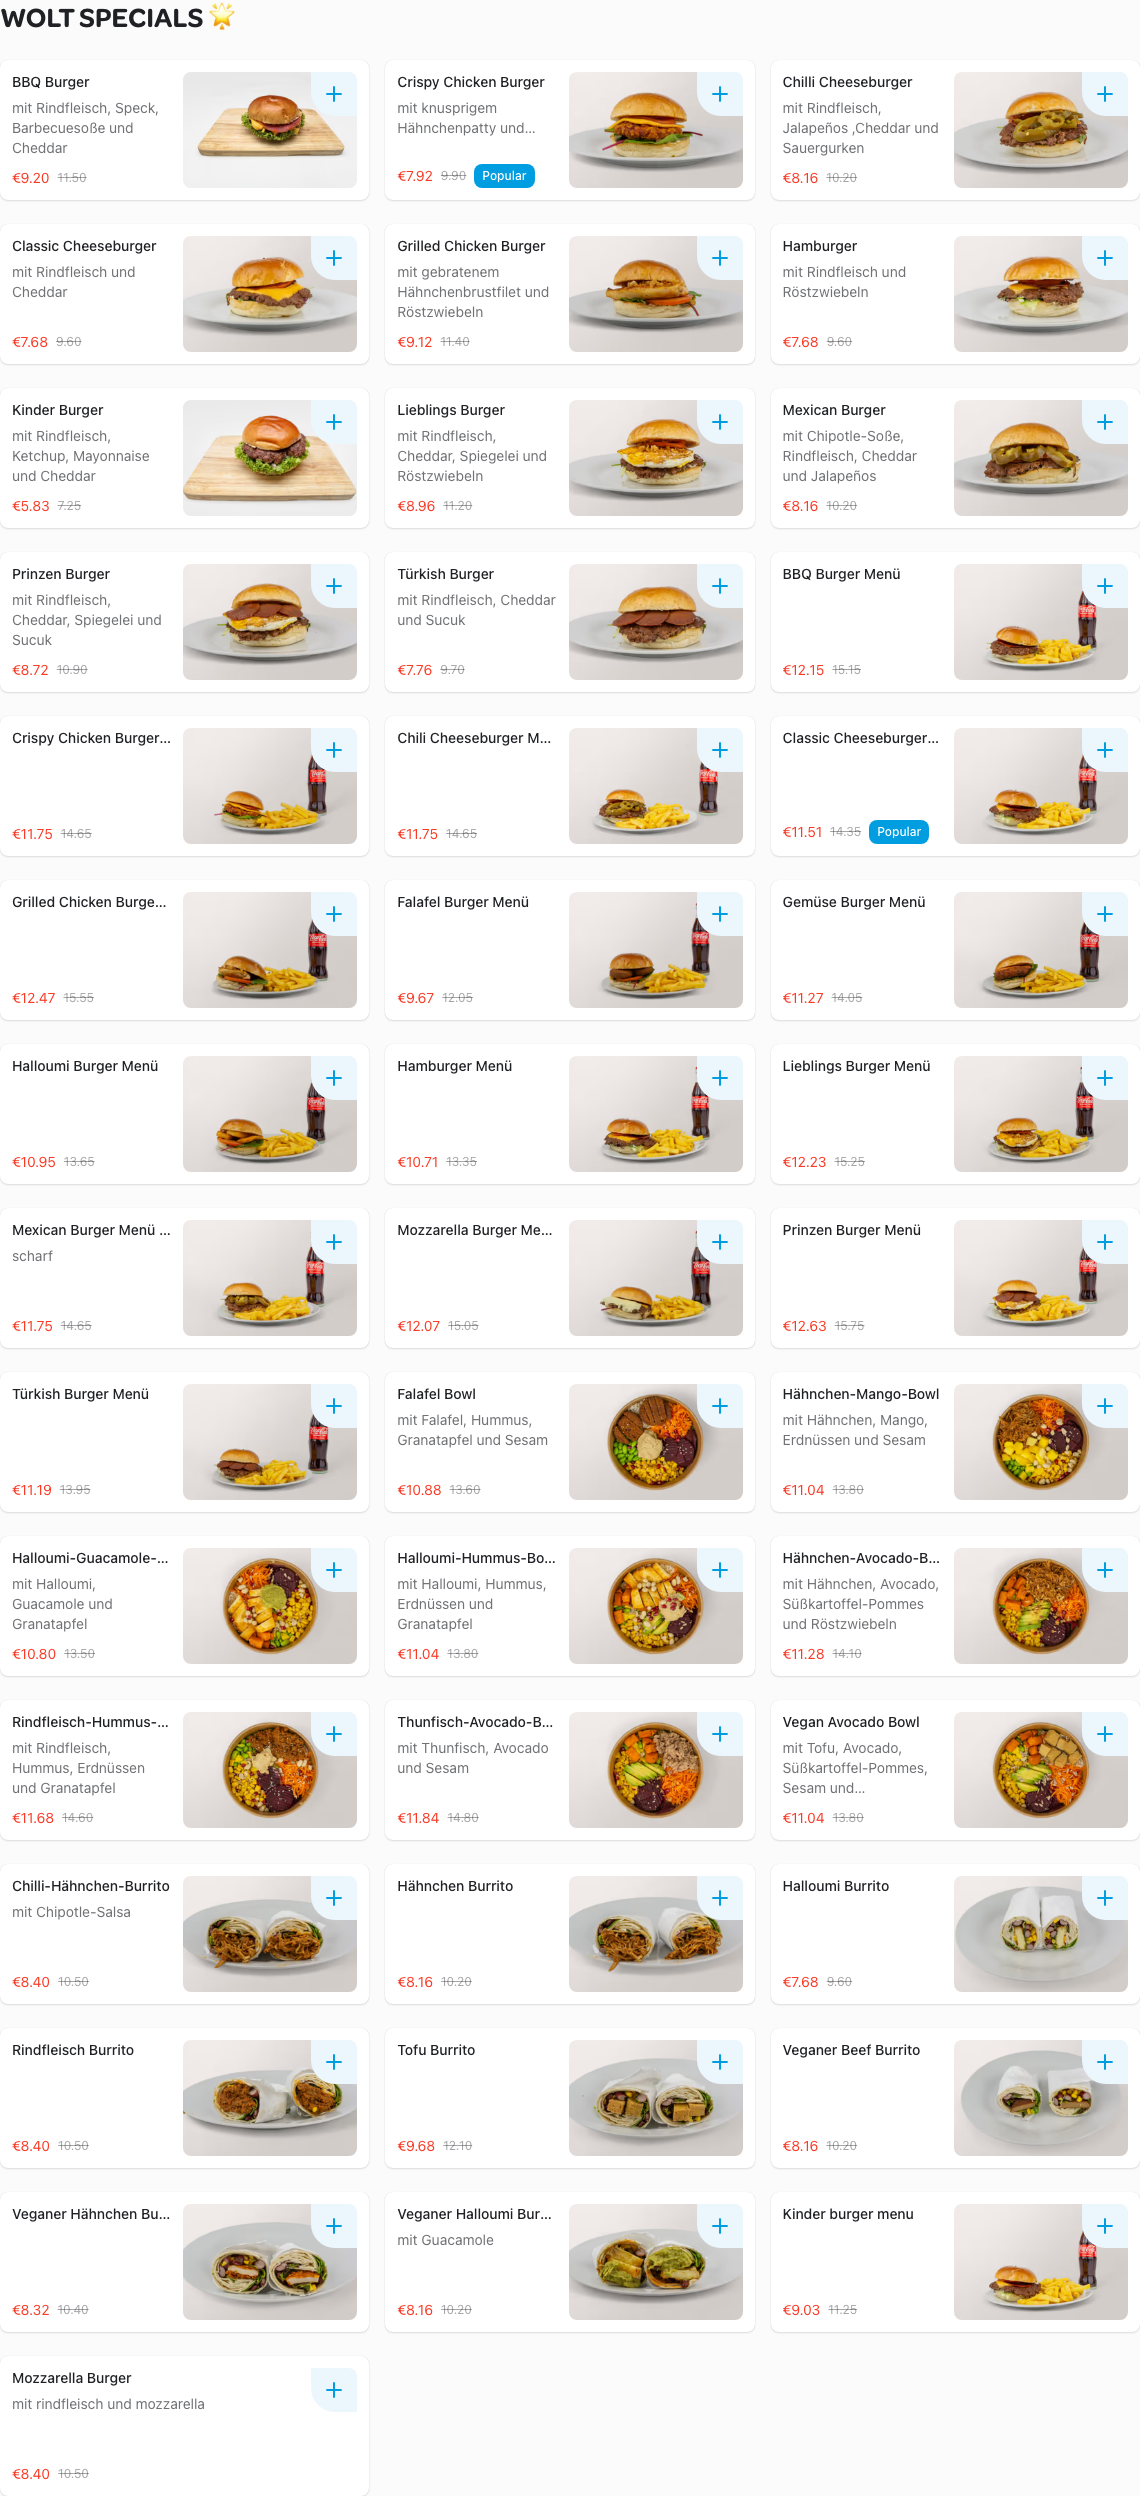 WOLT SPECIALS 🌟
BBQ Burger
mit Rindfleisch, Speck,
Barbecuesoße und
Cheddar
€9.20 11.50
Crispy Chicken Burger
mit knusprigem
Hähnchenpatty und...
€7.92 9.90 Popular
Chilli Cheeseburger
mit Rindfleisch,
Jalapeños ,Cheddar und
Sauergurken
€8.16 10.20
Classic Cheeseburger
mit Rindfleisch und
Cheddar
€7.68 9.60
Grilled Chicken Burger
mit gebratenem
Hähnchenbrustfilet und
Röstzwiebeln
€9.12 11.40
Hamburger
mit Rindfleisch und
Röstzwiebeln
€7.68 9.60
Kinder Burger
mit Rindfleisch,
Ketchup, Mayonnaise
und Cheddar
€5.83 7.25
Lieblings Burger
mit Rindfleisch,
Cheddar, Spiegelei und
Röstzwiebeln
€8.96 11.20
Mexican Burger
mit Chipotle-Soße,
Rindfleisch, Cheddar
und Jalapeños
€8.16 10.20
Prinzen Burger
mit Rindfleisch,
Cheddar, Spiegelei und
Sucuk
€8.72 10.90
Türkish Burger
mit Rindfleisch, Cheddar
und Sucuk
€7.76 9.70
BBQ Burger Menü
€12.15 15.15
Crispy Chicken Burger...
€11.75 14.65
Chili Cheeseburger M...
€11.75 14.65
Classic Cheeseburger...
€11.51 14.35 Popular
Grilled Chicken Burge...
€12.47 15.55
Falafel Burger Menü
€9.67 12.05
Gemüse Burger Menü
€11.27 14.05
Halloumi Burger Menü
€10.95 13.65
Hamburger Menü
€10.71 13.35
Lieblings Burger Menü
€12.23 15.25
Mexican Burger Menü ...
scharf
€11.75 14.65
Mozzarella Burger Me...
€12.07 15.05
Prinzen Burger Menü
€12.63 15.75
Türkish Burger Menü
€11.19 13.95
Falafel Bowl
mit Falafel, Hummus,
Granatapfel und Sesam
€10.88 13.60
Hähnchen-Mango-Bowl
mit Hähnchen, Mango,
Erdnüssen und Sesam
€11.04 13.80
Halloumi-Guacamole-...
mit Halloumi,
Guacamole und
Granatapfel
€10.80 13.50
Halloumi-Hummus-Bo...
mit Halloumi, Hummus,
Erdnüssen und
Granatapfel
€11.04 13.80
Hähnchen-Avocado-B...
mit Hähnchen, Avocado,
Süßkartoffel-Pommes
und Röstzwiebeln
€11.28 14.10
Rindfleisch-Hummus-...
mit Rindfleisch,
Hummus, Erdnüssen
und Granatapfel
€11.68 14.60
Thunfisch-Avocado-B...
mit Thunfisch, Avocado
und Sesam
€11.84 14.80
Vegan Avocado Bowl
mit Tofu, Avocado,
Süßkartoffel-Pommes,
Sesam und...
€11.04 13.80
Chilli-Hähnchen-Burrito
mit Chipotle-Salsa
€8.40 10.50
Hähnchen Burrito
€8.16 10.20
Halloumi Burrito
€7.68 9.60
Rindfleisch Burrito
€8.40 10.50
Tofu Burrito
€9.68 12.10
Veganer Beef Burrito
€8.16 10.20
Veganer Hähnchen Bu...
€8.32 10.40
Veganer Halloumi Bur...
mit Guacamole
€8.16 10.20
Kinder burger menu
€9.03 11.25
Mozzarella Burger
mit rindfleisch und mozzarella
€8.40 10.50